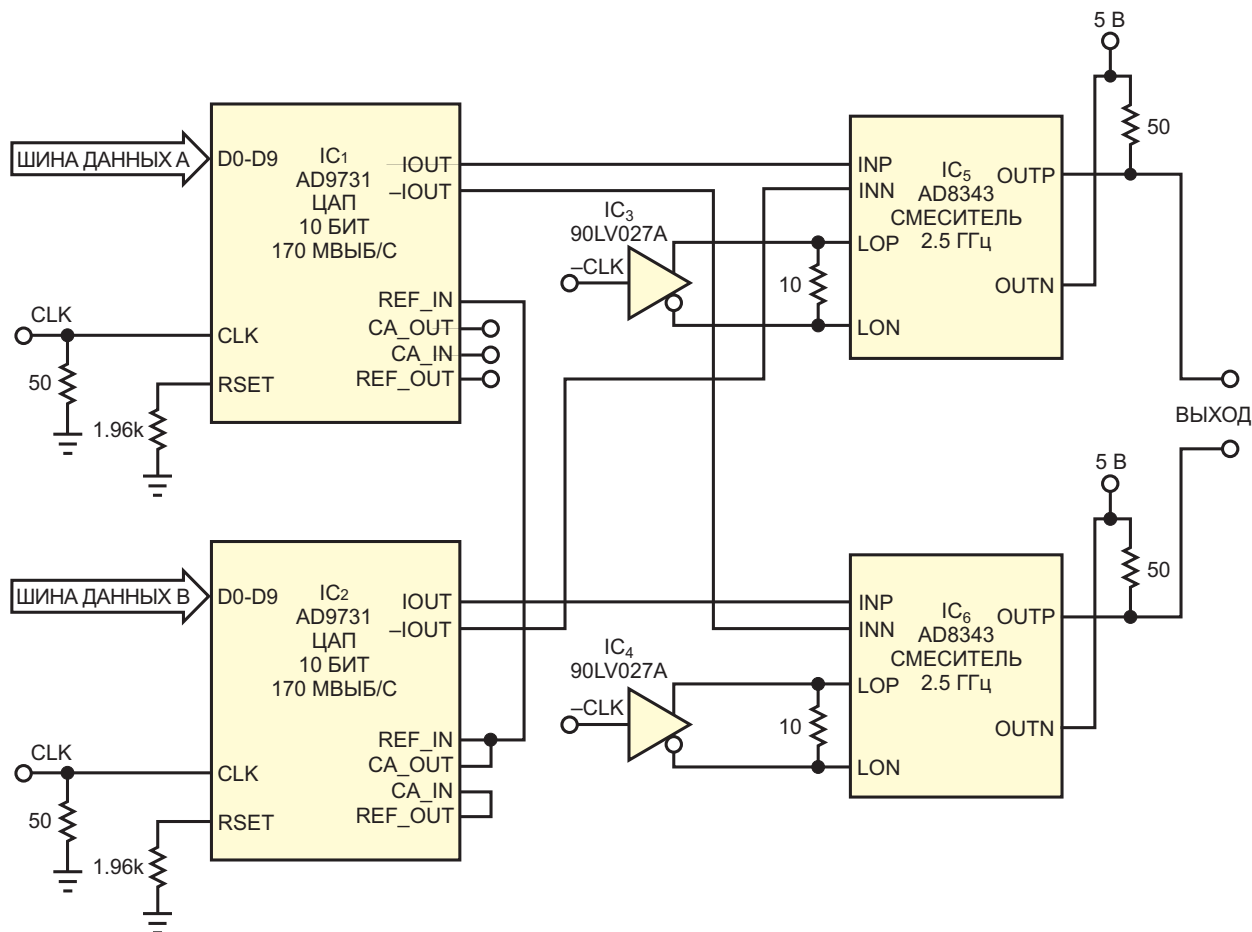 5 В
50
ШИНА ДАННЫХ A
D0-D9
IC1
AD9731
ЦАП
10 БИТ
170 МВЫБ/С
IOUT
–IOUT
REF_IN
CA_OUT
CA_IN
REF_OUT
CLK
CLK
RSET
50
1.96k
IC3
90LV027A
–CLK
10
INP
INN
LOP
LON
IC5
AD8343
СМЕСИТЕЛЬ
2.5 ГГц
OUTP
OUTN
ВЫХОД
5 В
50
ШИНА ДАННЫХ B
D0-D9
IC2
AD9731
ЦАП
10 БИТ
170 МВЫБ/С
IOUT
–IOUT
REF_IN
CA_OUT
CA_IN
REF_OUT
CLK
CLK
RSET
50
1.96k
IC4
90LV027A
–CLK
10
INP
INN
LOP
LON
IC6
AD8343
СМЕСИТЕЛЬ
2.5 ГГц
OUTP
OUTN